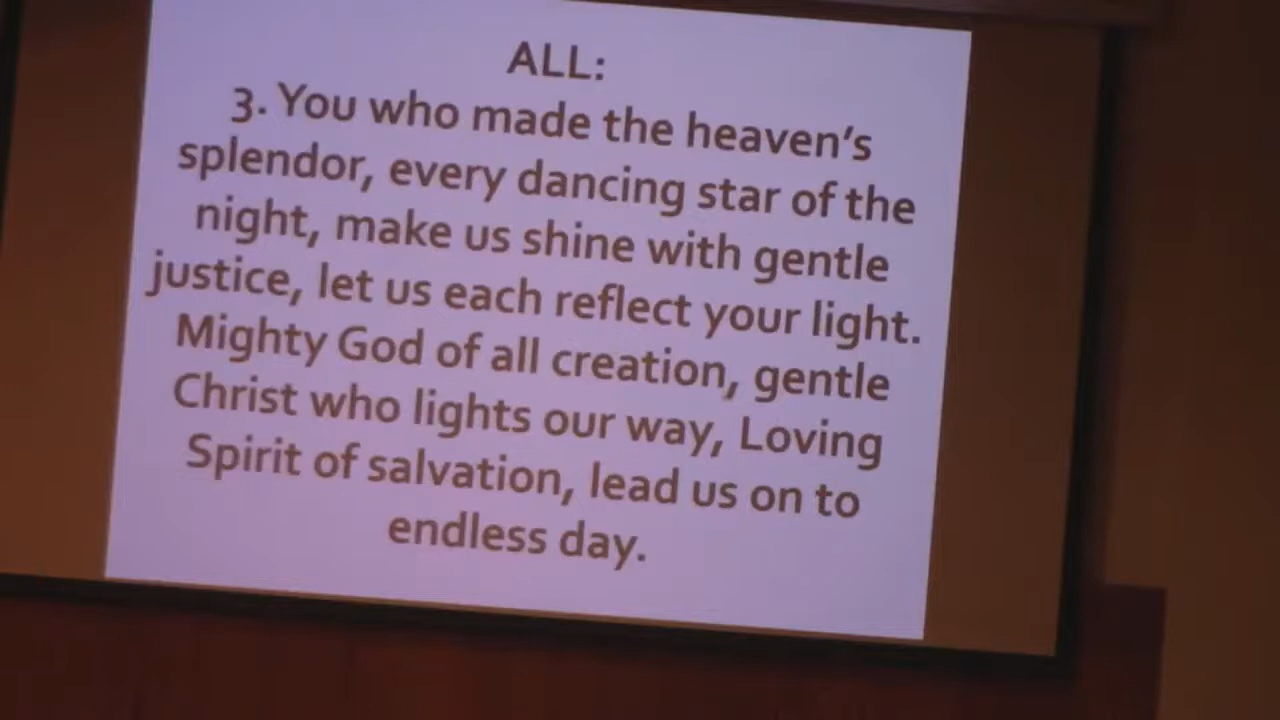 ALL:
3. You who made the heaven's
splendor, every dancing star of the
night, make us shine with gentle
justice, let us each reflect your light.
Mighty God of all creation, gentle
Christ who lights our way, Loving
Spirit of salvation, lead us on to
endless day.